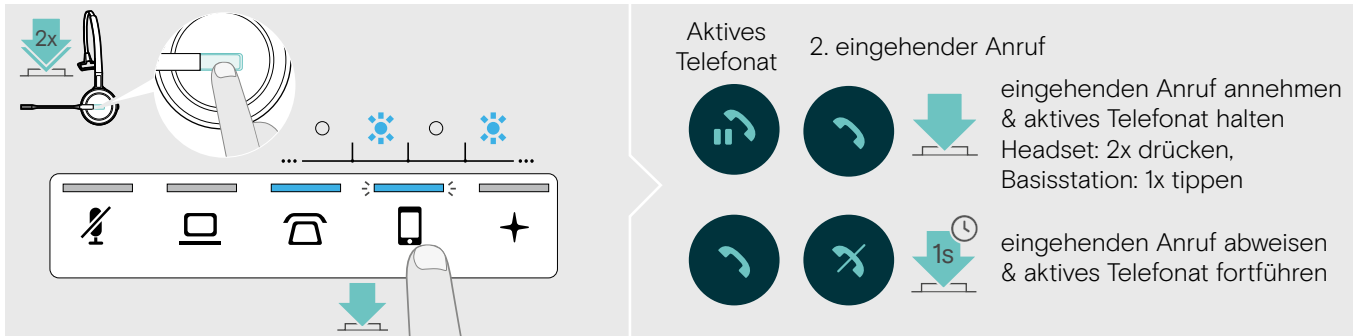 2x
Aktives
Telefonat
2. eingehender Anruf
eingehenden Anruf annehmen
& aktives Telefonat halten
Headset: 2x drücken,
Basisstation: 1x tippen
1s
eingehenden Anruf abweisen
& aktives Telefonat fortführen